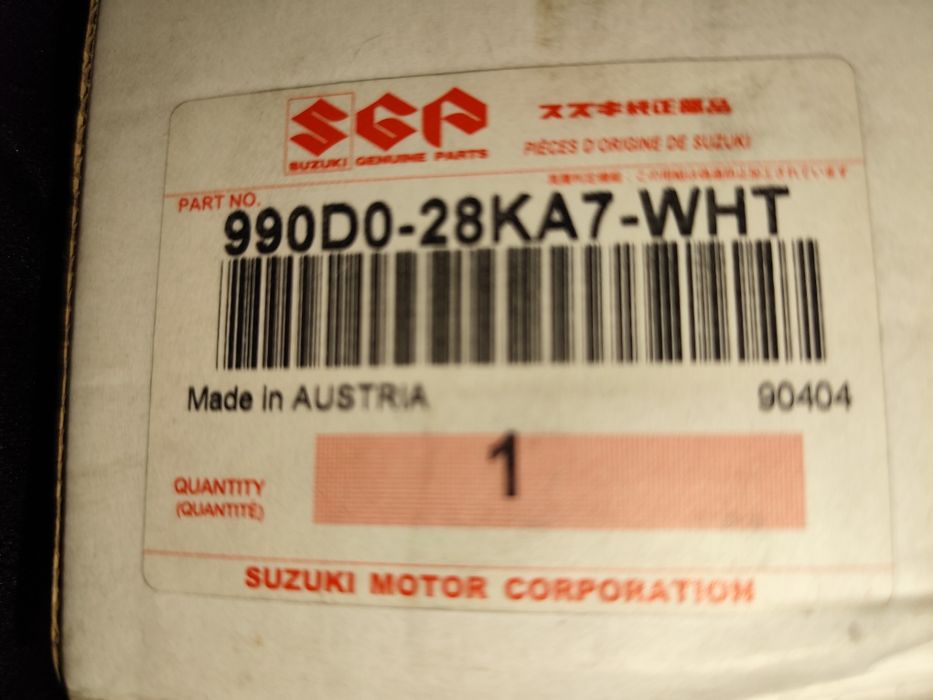 SGP
スズキ純正部品
SUZUKI GENUINE PARTS
PIÈCES D'ORIGINE DE SUZUKI
PART NO.
990D0-28KA7-WHT
Made in AUSTRIA
90404
1
QUANTITY
(QUANTITÉ)
SUZUKI MOTOR CORPORATION